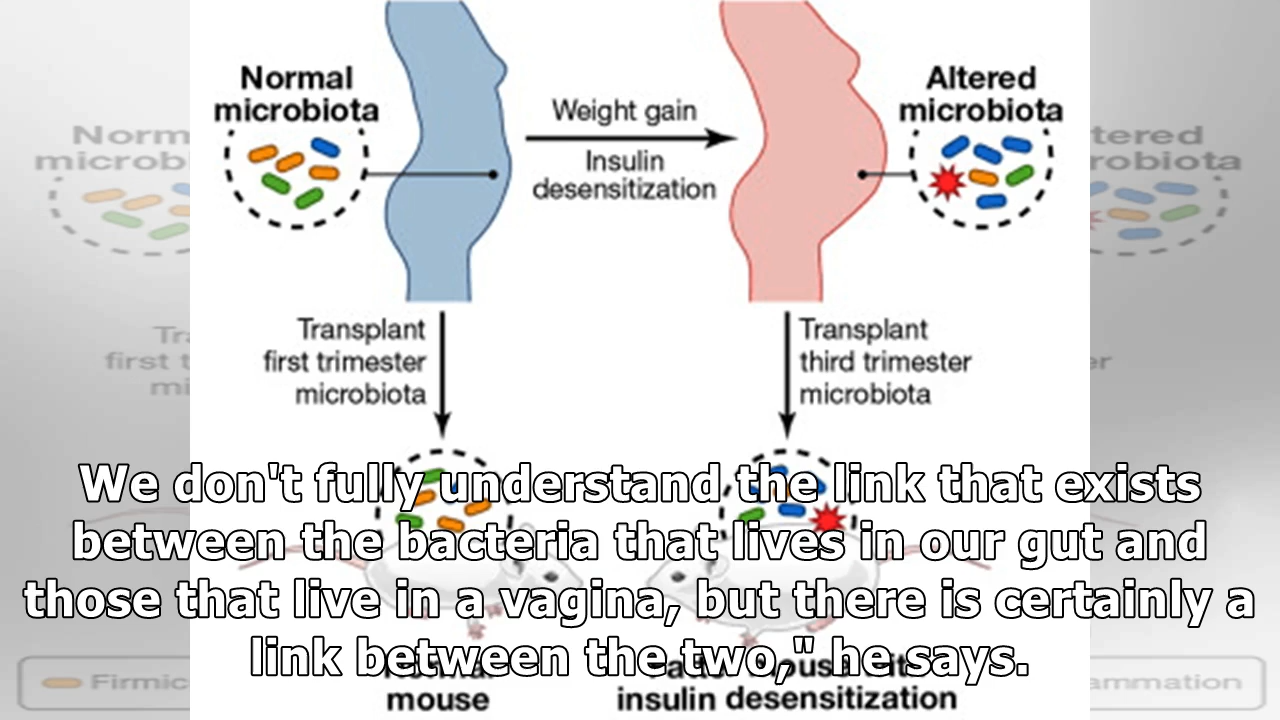 Normal
microbiota
Weight gain
Insulin
desensitization
Altered
microbiota
Transplant
first trimester
microbiota
Transplant
third trimester
microbiota
We don't fully understand the link that exists
between the bacteria that lives in our gut and
those that live in a vagina, but there is certainly a
link between the two," he says.
mouse
insulin desensitization